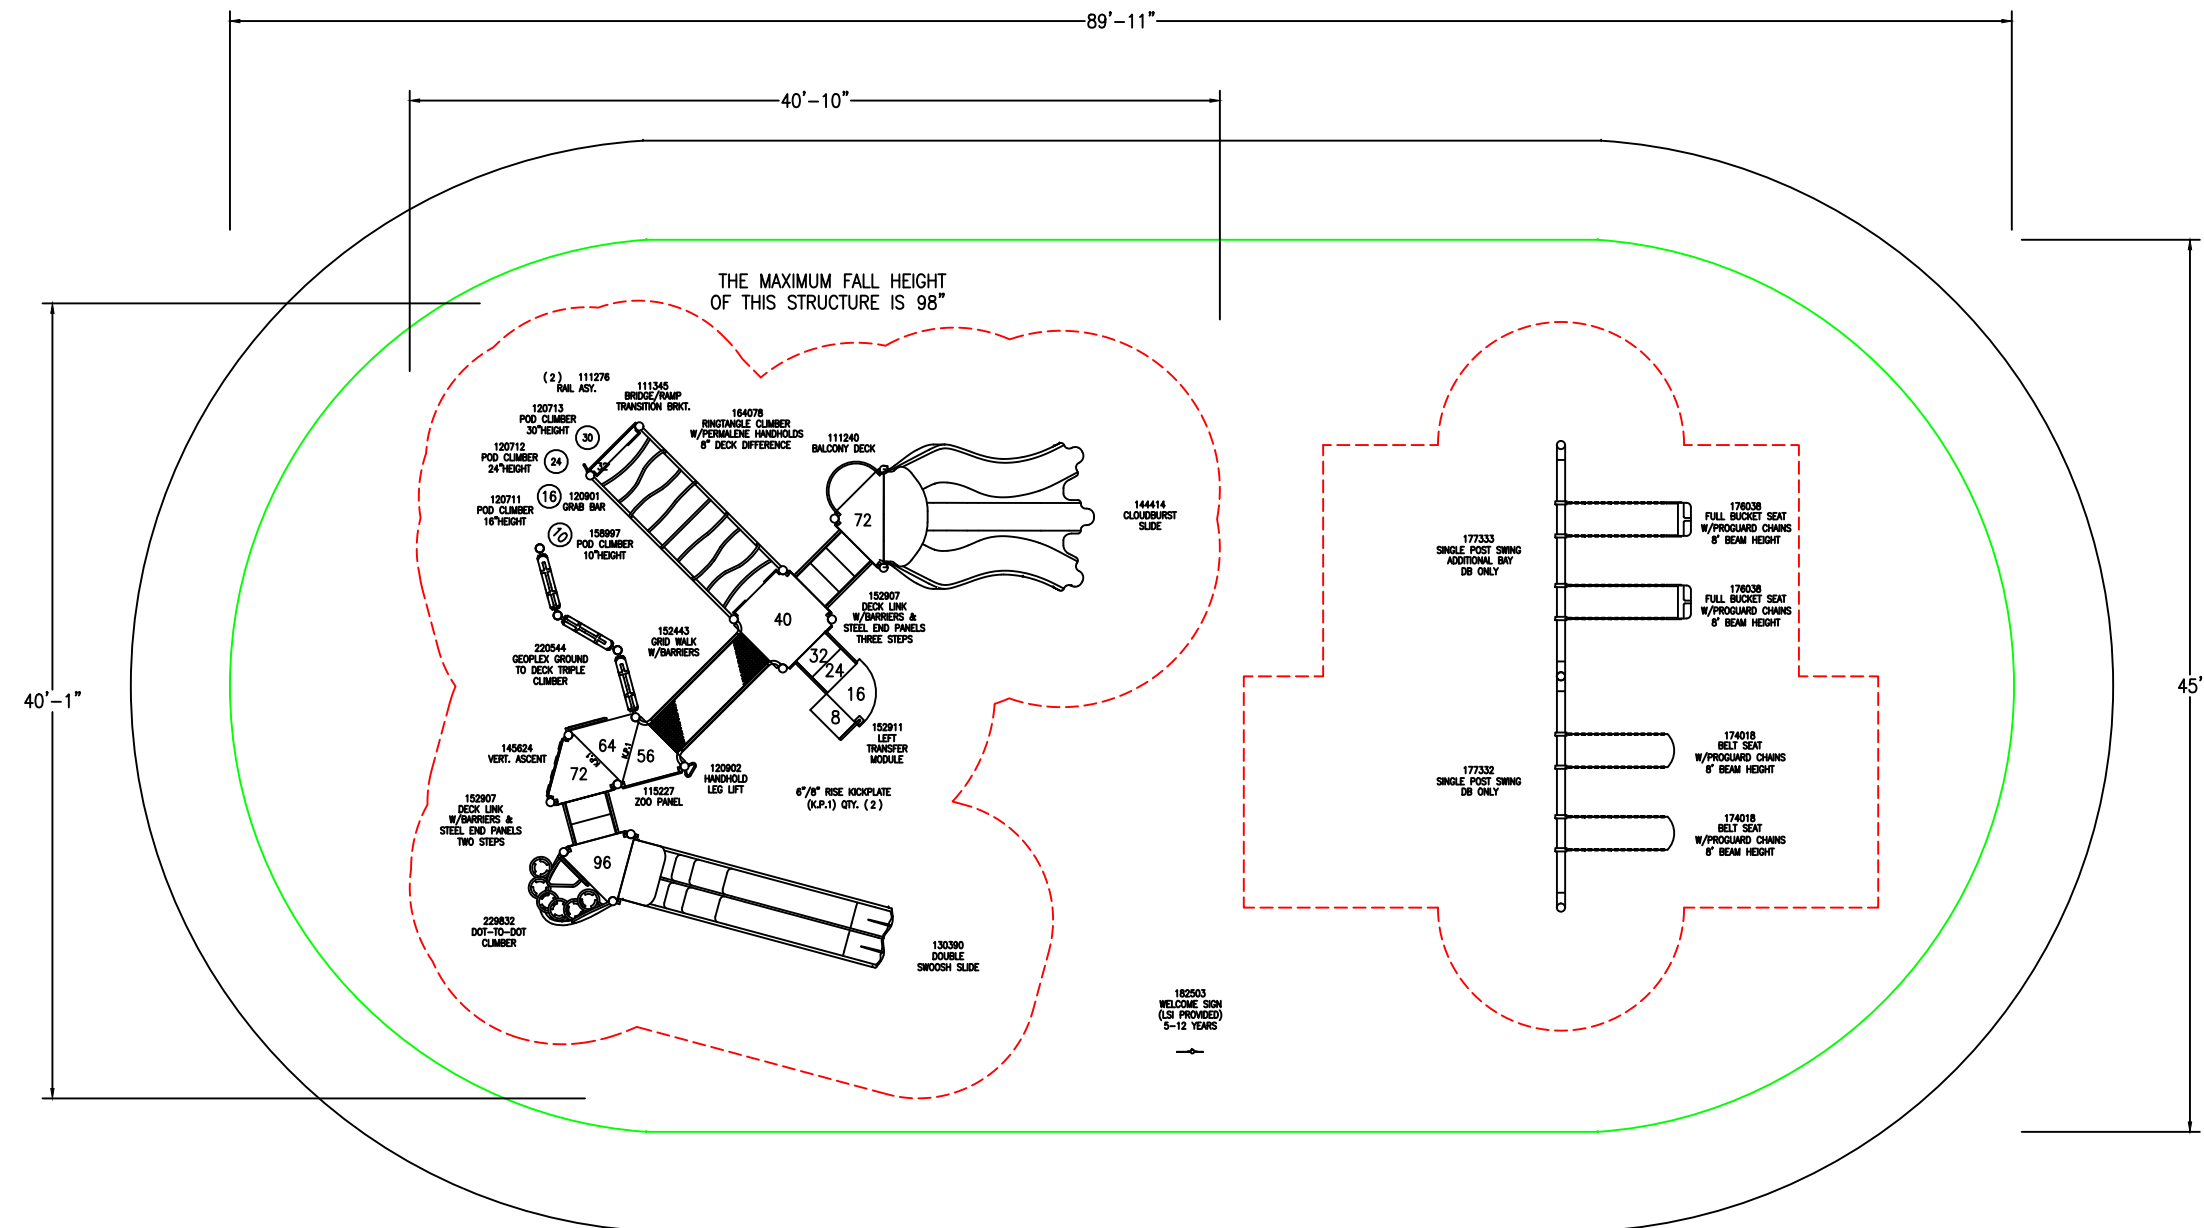 89'-11"
40'-10"
THE MAXIMUM FALL HEIGHT
OF THIS STRUCTURE IS 98"
40'-1"
45'
(2) 111276
RAIL ASY.
111345
BRIDGE/RAMP
TRANSITION BRKT.
120713
POD CLIMBER
30"HEIGHT
30
164078
RINGTANGLE CLIMBER
W/PERMALENE HANDHOLDS
8" DECK DIFFERENCE
111240
BALCONY DECK
120712
POD CLIMBER
24"HEIGHT
24
32
120711
POD CLIMBER
16"HEIGHT
16
120901
GRAB BAR
10
158997
POD CLIMBER
10"HEIGHT
72
144414
CLOUDBURST
SLIDE
152907
DECK LINK
W/BARRIERS &
STEEL END PANELS
THREE STEPS
40
152443
GRID WALK
W/BARRIERS
220544
GEOPLEX GROUND
TO DECK TRIPLE
CLIMBER
32
24
16
8
152911
LEFT
TRANSFER
MODULE
145624
VERT. ASCENT
64
K.P.1
K.P.1
56
72
120902
HANDHOLD
LEG LIFT
115227
ZOO PANEL
6"/8" RISE KICKPLATE
(K.P.1) QTY. (2)
152907
DECK LINK
W/BARRIERS &
STEEL END PANELS
TWO STEPS
96
229832
DOT-TO-DOT
CLIMBER
130390
DOUBLE
SWOOSH SLIDE
182503
WELCOME SIGN
(LSI PROVIDED)
5-12 YEARS
177333
SINGLE POST SWING
ADDITIONAL BAY
DB ONLY
176038
FULL BUCKET SEAT
W/PROGUARD CHAINS
8' BEAM HEIGHT
176038
FULL BUCKET SEAT
W/PROGUARD CHAINS
8' BEAM HEIGHT
177332
SINGLE POST SWING
DB ONLY
174018
BELT SEAT
W/PROGUARD CHAINS
8' BEAM HEIGHT
174018
BELT SEAT
W/PROGUARD CHAINS
8' BEAM HEIGHT